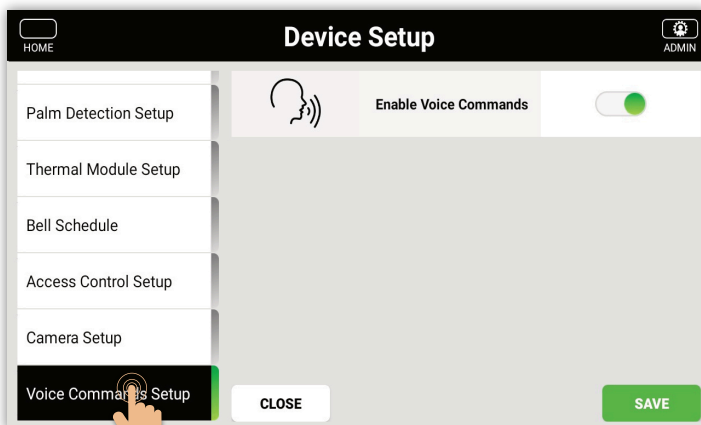 HOME
Device Setup
ADMIN
Palm Detection Setup
Thermal Module Setup
Bell Schedule
Access Control Setup
Camera Setup
Voice Commands Setup
Enable Voice Commands
CLOSE
SAVE